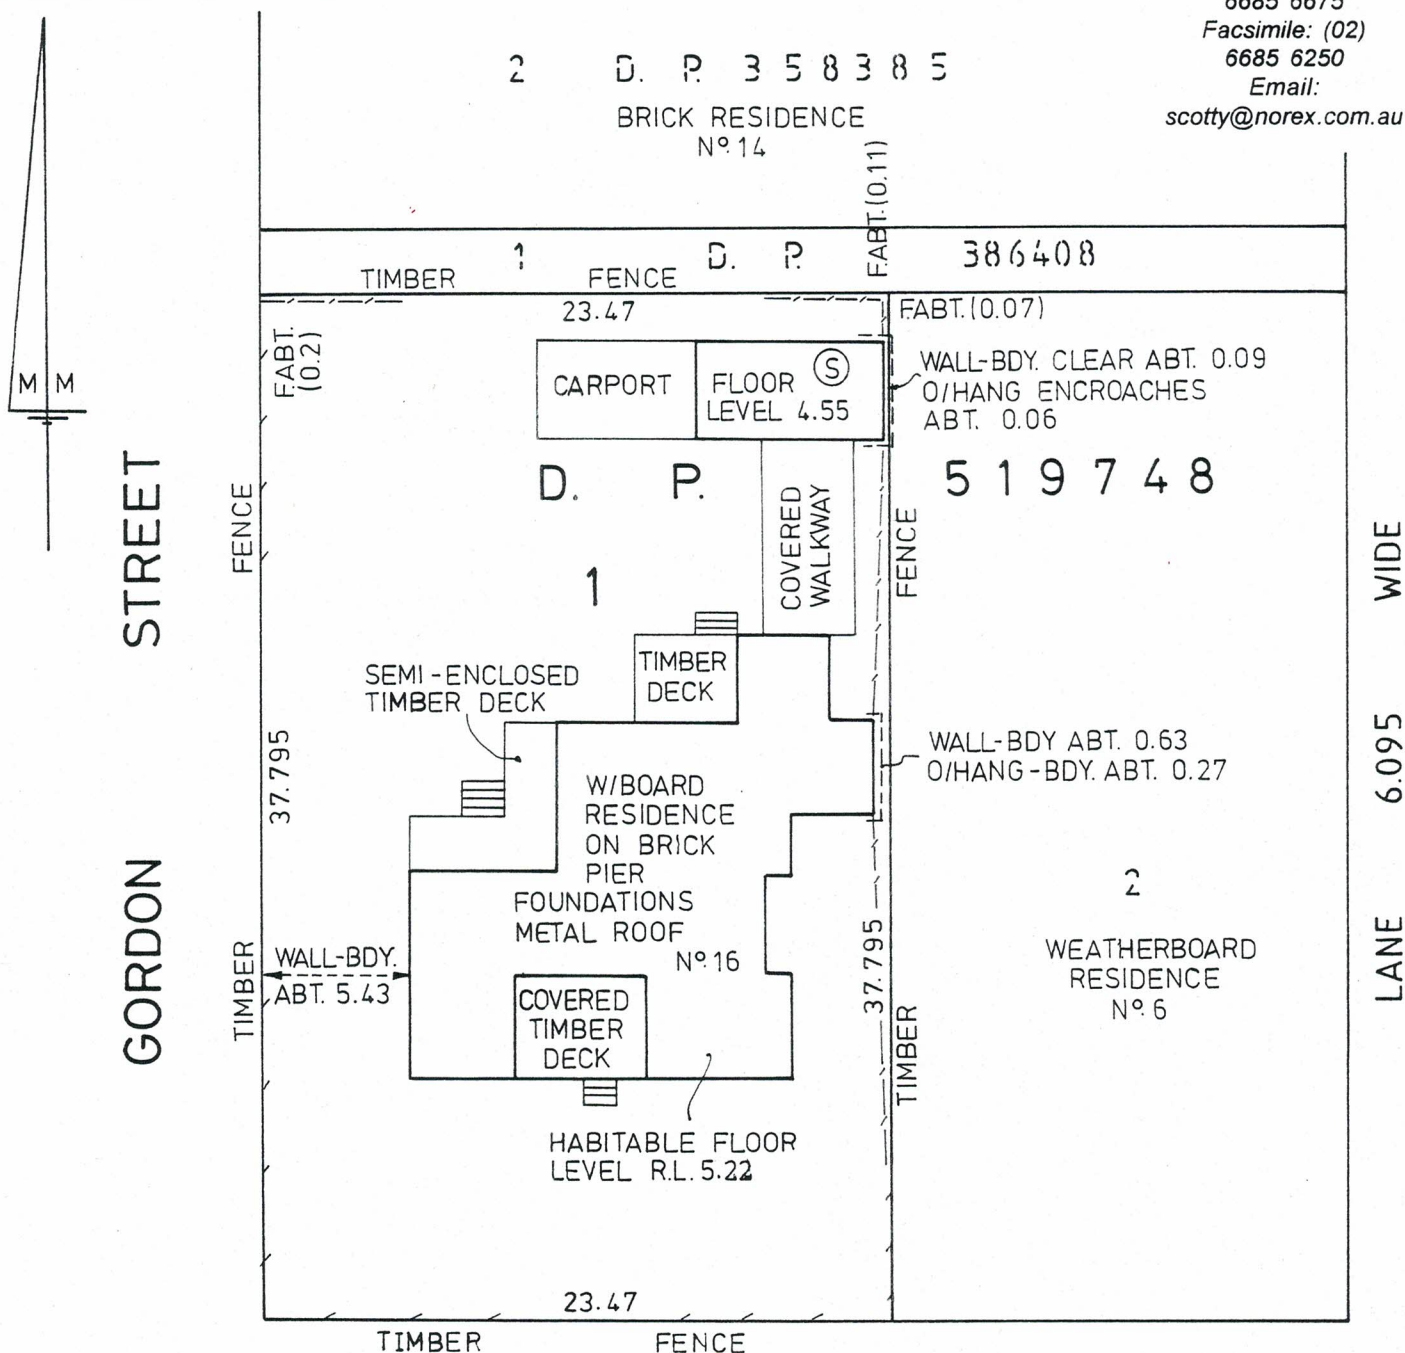 6685 6675
Facsimile: (02)
6685 6250
Email:
scotty@norex.com.au
2 D. P. 358385
BRICK RESIDENCE
Nº 14
F.ABT.(0.11)
1 D. P. 386408
TIMBER FENCE
23.47
F.ABT.(0.07)
F.ABT.
(0.2)
M M
CARPORT
FLOOR
LEVEL 4.55
S
WALL-BDY. CLEAR ABT. 0.09
O/HANG ENCROACHES
ABT. 0.06
D. P. 519748
STREET
FENCE
COVERED
WALKWAY
FENCE
WIDE
1
TIMBER
DECK
SEMI-ENCLOSED
TIMBER DECK
37.795
WALL-BDY ABT. 0.63
O/HANG-BDY. ABT. 0.27
6.095
W/BOARD
RESIDENCE
ON BRICK
PIER
FOUNDATIONS
METAL ROOF
Nº 16
2
WEATHERBOARD
RESIDENCE
Nº 6
GORDON
TIMBER
WALL-BDY.
ABT. 5.43
COVERED
TIMBER
DECK
37.795
TIMBER
LANE
HABITABLE FLOOR
LEVEL R.L. 5.22
23.47
TIMBER FENCE